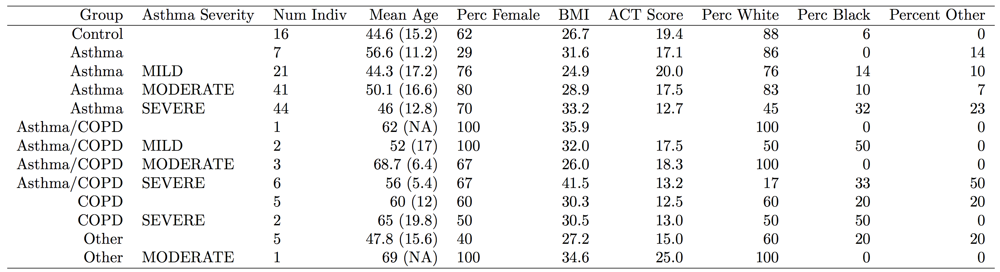 Group Asthma Severity Num Indiv Mean Age Perc Female BMI ACT Score Perc White Perc Black Percent Other
Control 16 44.6 (15.2) 62 26.7 19.4 88 6 0
Asthma 7 56.6 (11.2) 29 31.6 17.1 86 0 14
Asthma MILD 21 44.3 (17.2) 76 24.9 20.0 76 14 10
Asthma MODERATE 41 50.1 (16.6) 80 28.9 17.5 83 10 7
Asthma SEVERE 44 46 (12.8) 70 33.2 12.7 45 32 23
Asthma/COPD 1 62 (NA) 100 35.9 100 0 0
Asthma/COPD MILD 2 52 (17) 100 32.0 17.5 50 50 0
Asthma/COPD MODERATE 3 68.7 (6.4) 67 26.0 18.3 100 0 0
Asthma/COPD SEVERE 6 56 (5.4) 67 41.5 13.2 17 33 50
COPD 5 60 (12) 60 30.3 12.5 60 20 20
COPD SEVERE 2 65 (19.8) 50 30.5 13.0 50 50 0
Other 5 47.8 (15.6) 40 27.2 15.0 60 20 20
Other MODERATE 1 69 (NA) 100 34.6 25.0 100 0 0